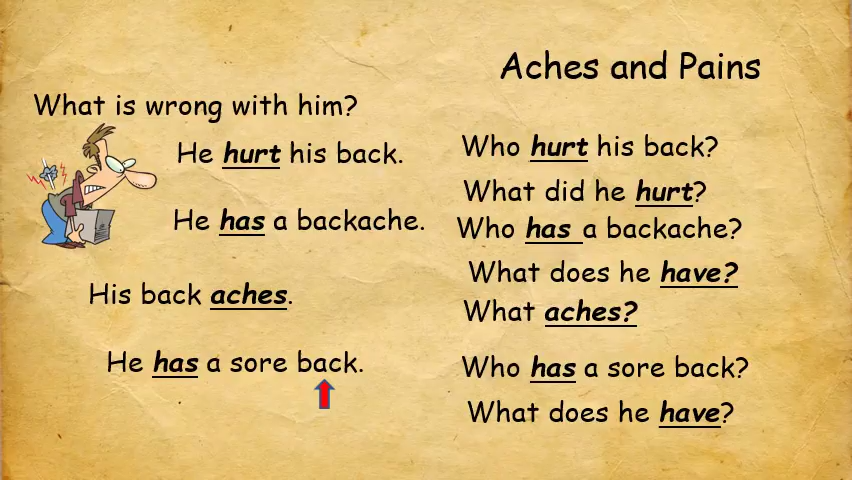 Aches and Pains
What is wrong with him?
He hurt his back.
He has a backache.
His back aches.
He has a sore back.
Who hurt his back?
What did he hurt?
Who has a backache?
What does he have?
What aches?
Who has a sore back?
What does he have?